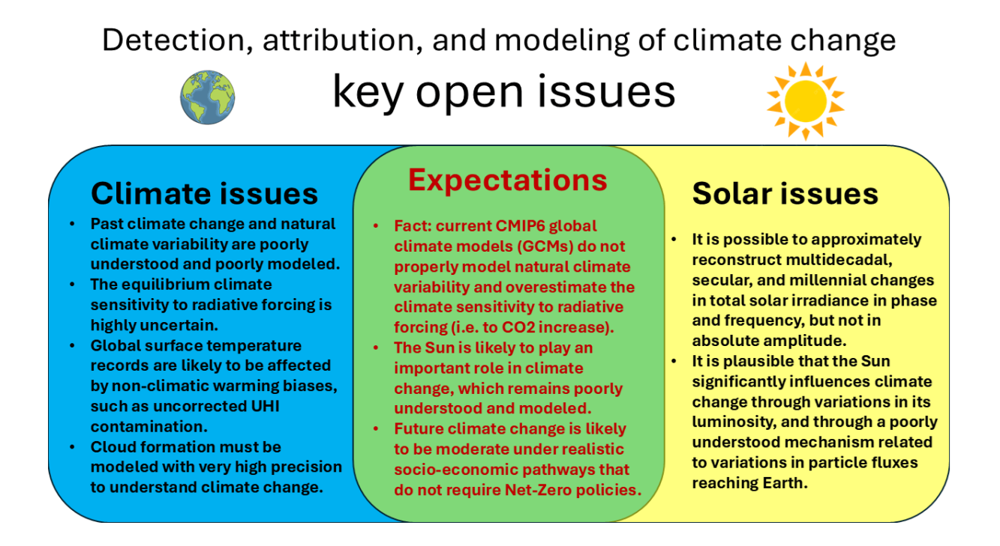 Detection, attribution, and modeling of climate change
key open issues
Climate issues
• Past climate change and natural
climate variability are poorly
understood and poorly modeled.
• The equilibrium climate
sensitivity to radiative forcing is
highly uncertain.
• Global surface temperature
records are likely to be affected
by non-climatic warming biases,
such as uncorrected UHI
contamination.
• Cloud formation must be
modeled with very high precision
to understand climate change.
Expectations
• Fact: current CMIP6 global
climate models (GCMs) do not
properly model natural climate
variability and overestimate the
climate sensitivity to radiative
forcing (i.e. to CO2 increase).
• The Sun is likely to play an
important role in climate
change, which remains poorly
understood and modeled.
• Future climate change is likely
to be moderate under realistic
socio-economic pathways that
do not require Net-Zero policies.
Solar issues
• It is possible to approximately
reconstruct multidecadal,
secular, and millennial changes
in total solar irradiance in phase
and frequency, but not in
absolute amplitude.
• It is plausible that the Sun
significantly influences climate
change through variations in its
luminosity, and through a poorly
understood mechanism related
to variations in particle fluxes
reaching Earth.